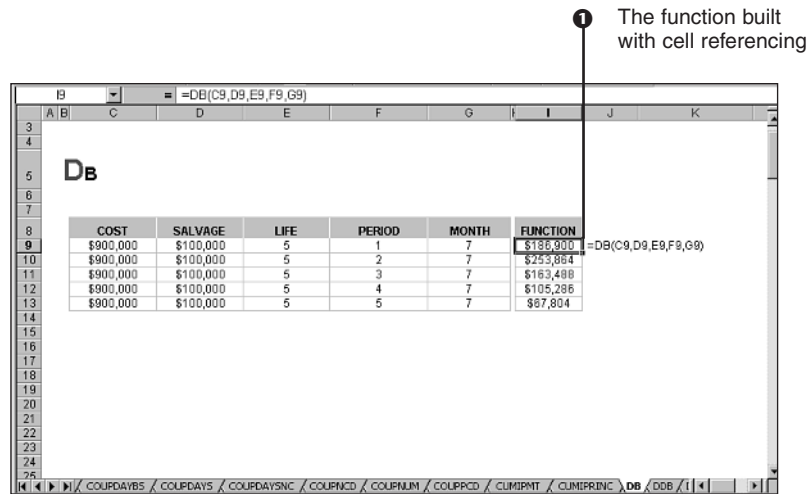 1 The function built
with cell referencing
I9 = =DB(C9,D9,E9,F9,G9)
A B C D E F G H I J K
3
4
5 DB
6
7
8 COST SALVAGE LIFE PERIOD MONTH FUNCTION
9 $900,000 $100,000 5 1 7 $186,900 =DB(C9,D9,E9,F9,G9)
10 $900,000 $100,000 5 2 7 $253,864
11 $900,000 $100,000 5 3 7 $163,488
12 $900,000 $100,000 5 4 7 $105,286
13 $900,000 $100,000 5 5 7 $67,804
14
15
16
17
18
19
20
21
22
23
24
25
COUPDAYBS COUPDAYS COUPDAYSNC COUPNCD COUPNUM COUPPCD CUMIPMT CUMIPRINC DB DDB